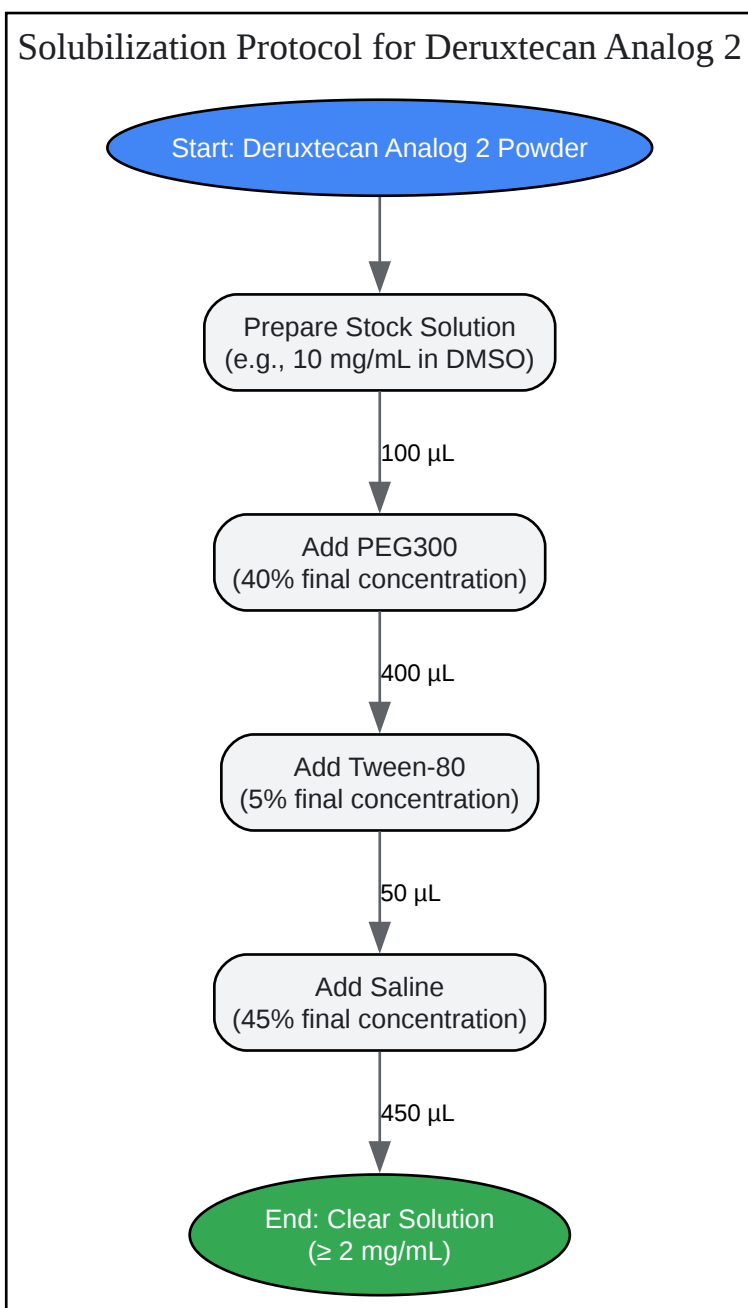 Solubilization Protocol for Deruxtecan Analog 2
Start: Deruxtecan Analog 2 Powder
Prepare Stock Solution
(e.g., 10 mg/mL in DMSO)
100 µL
Add PEG300
(40% final concentration)
400 µL
Add Tween-80
(5% final concentration)
50 µL
Add Saline
(45% final concentration)
450 µL
End: Clear Solution
(≥ 2 mg/mL)